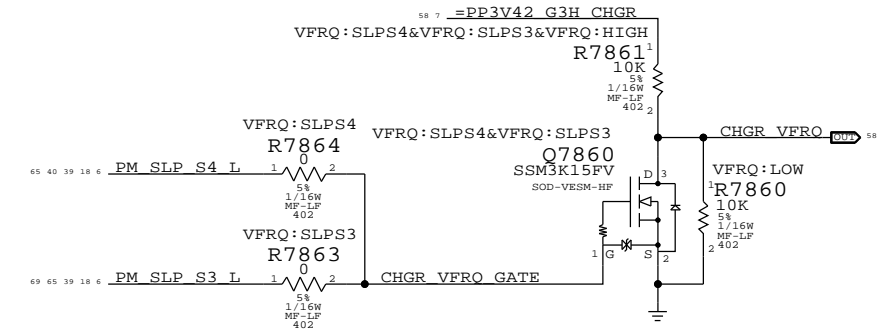 58 7 =PP3V42_G3H_CHGR
VFRQ:SLPS4&VFRQ:SLPS3&VFRQ:HIGH
R7861 1
10K
5%
1/16W
MF-LF
402 2
VFRQ:SLPS4
R7864
0
65 40 39 18 6 PM_SLP_S4_L 1 2
5%
1/16W
MF-LF
402
VFRQ:SLPS4&VFRQ:SLPS3
Q7860
SSM3K15FV
SOD-VESM-HF
D 3
CHGR_VFRQ OUT 58
VFRQ:LOW
1 R7860
10K
5%
1/16W
MF-LF
2 402
1 G S 2
VFRQ:SLPS3
R7863
0
69 65 39 18 6 PM_SLP_S3_L 1 2 CHGR_VFRQ_GATE
5%
1/16W
MF-LF
402